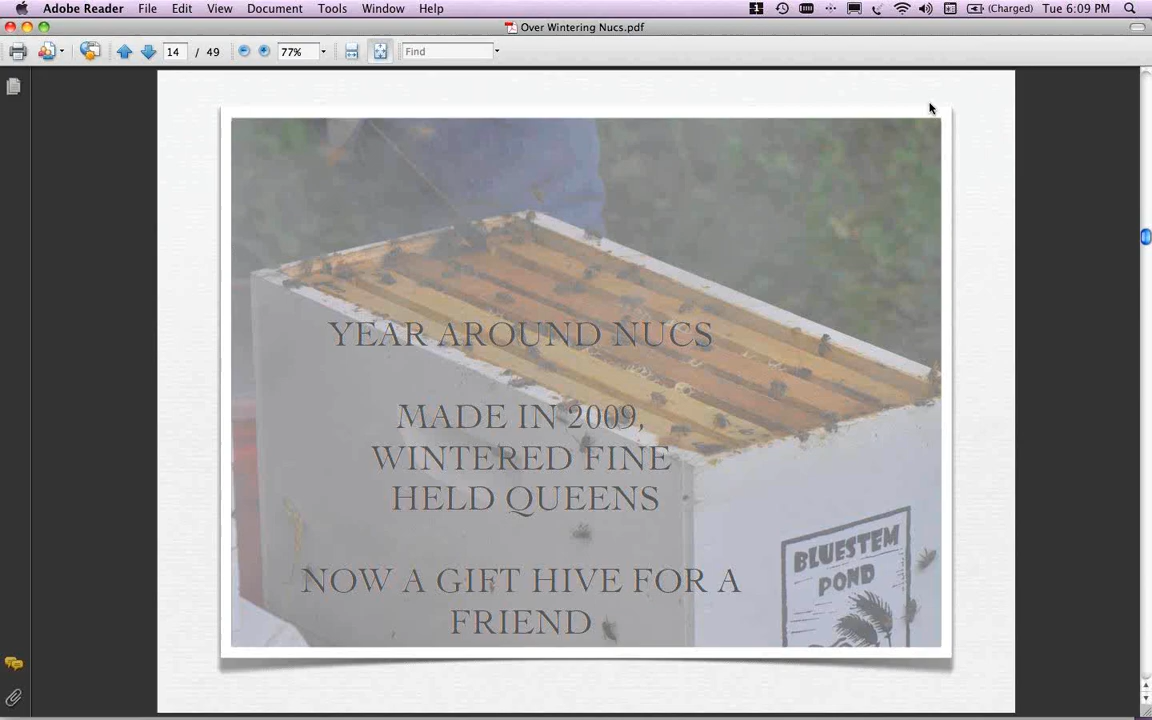 Adobe Reader File Edit View Document Tools Window Help 1 (Charged) Tue 6:09 PM
Over Wintering Nucs.pdf
14 / 49 77% Find
YEAR AROUND NUCS
MADE IN 2009,
WINTERED FINE
HELD QUEENS
BLUESTEM
POND
NOW A GIFT HIVE FOR A
FRIEND